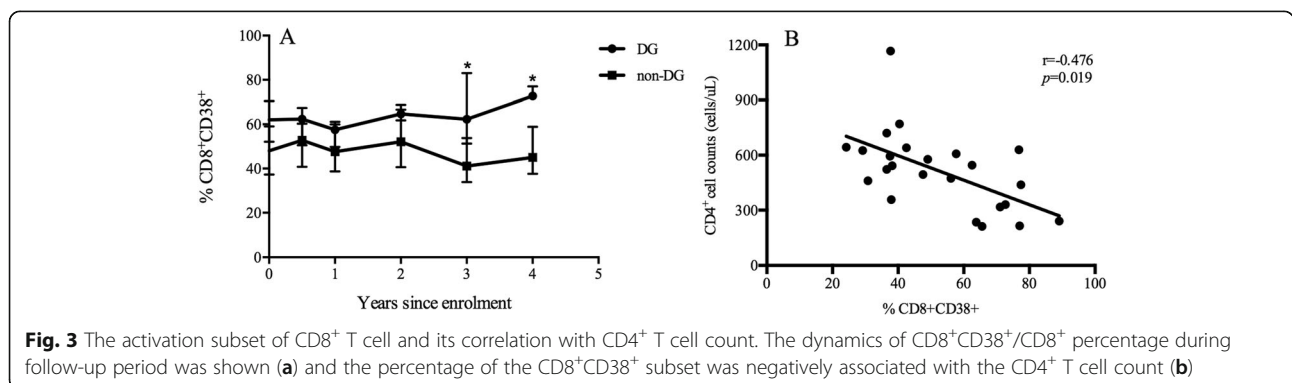 A
DG
non-DG
* *
100
80
60
40
20
0
% CD8⁺CD38⁺
0 1 2 3 4 5
Years since enrolment
B
r=-0.476
p=0.019
1200
900
600
300
0
CD4⁺ cell counts (cells/uL)
0 20 40 60 80 100
% CD8+CD38+
Fig. 3 The activation subset of CD8⁺ T cell and its correlation with CD4⁺ T cell count. The dynamics of CD8⁺CD38⁺/CD8⁺ percentage during
follow-up period was shown (a) and the percentage of the CD8⁺CD38⁺ subset was negatively associated with the CD4⁺ T cell count (b)